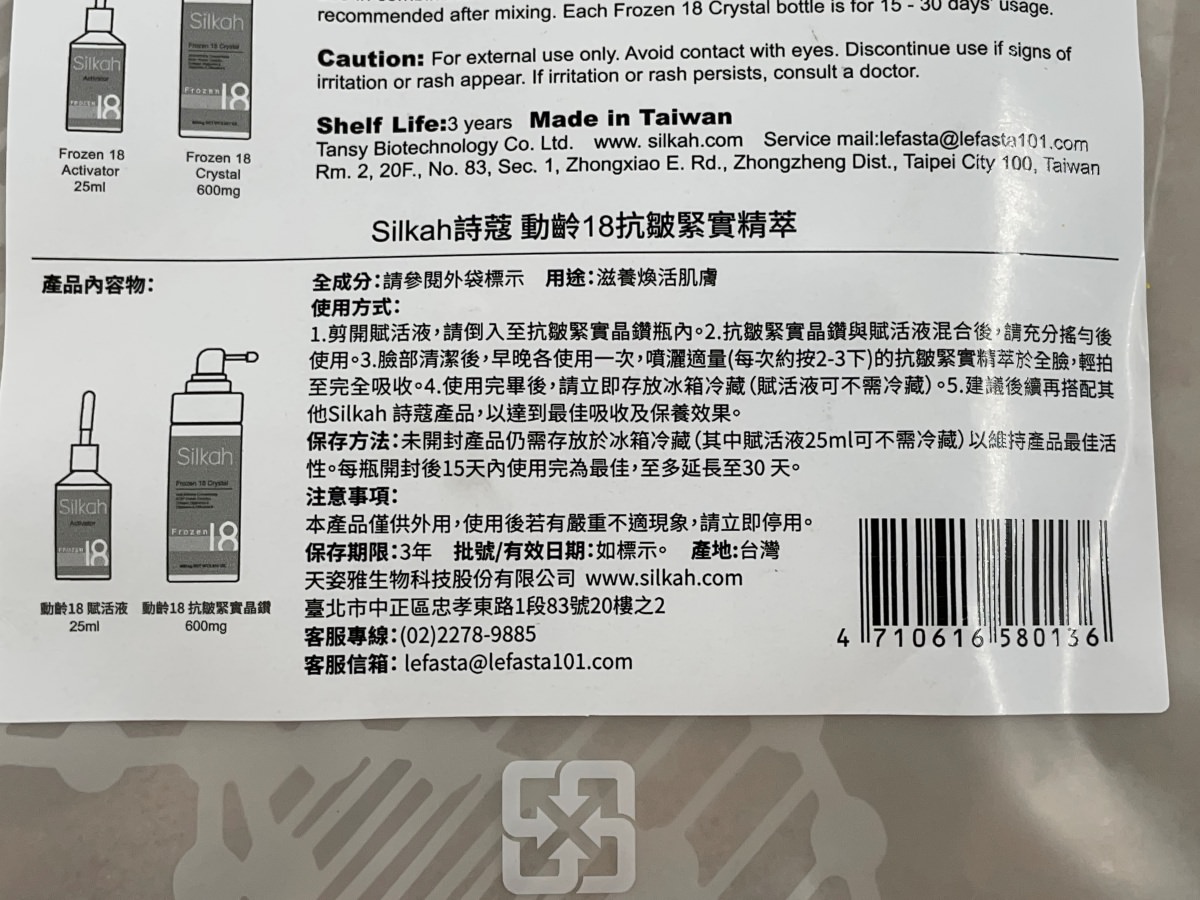 recommended after mixing. Each Frozen 18 Crystal bottle is for 15 - 30 days' usage.
Caution: For external use only. Avoid contact with eyes. Discontinue use if signs of
irritation or rash appear. If irritation or rash persists, consult a doctor.
Shelf Life:3 years Made in Taiwan
Tansy Biotechnology Co. Ltd. www. silkah.com Service mail:lefasta@lefasta101.com
Rm. 2, 20F., No. 83, Sec. 1, Zhongxiao E. Rd., Zhongzheng Dist., Taipei City 100, Taiwan
Silkah
Activator
Frozen 18
Silkah
Frozen 18 Crystal
Frozen 18
Frozen 18
Activator
25ml
Frozen 18
Crystal
600mg
Silkah詩蔻 動齡18抗皺緊實精萃
產品內容物：
Silkah
Activator
Frozen 18
Silkah
Frozen 18 Crystal
Frozen 18
動齡18 賦活液
25ml
動齡18 抗皺緊實晶鑽
600mg
全成分：請參閱外袋標示 用途：滋養煥活肌膚
使用方式：
1.剪開賦活液，請倒入至抗皺緊實晶鑽瓶內。2.抗皺緊實晶鑽與賦活液混合後，請充分搖勻後
使用。3.臉部清潔後，早晚各使用一次，噴灑適量(每次約按2-3下)的抗皺緊實精萃於全臉，輕拍
至完全吸收。4.使用完畢後，請立即存放冰箱冷藏（賦活液可不需冷藏）。5.建議後續再搭配其
他Silkah 詩蔻產品，以達到最佳吸收及保養效果。
保存方法：未開封產品仍需存放於冰箱冷藏（其中賦活液25ml可不需冷藏）以維持產品最佳活
性。每瓶開封後15天內使用完為最佳，至多延長至30 天。
注意事項：
本產品僅供外用，使用後若有嚴重不適現象，請立即停用。
保存期限：3年 批號/有效日期：如標示。 產地：台灣
天姿雅生物科技股份有限公司 www.silkah.com
臺北市中正區忠孝東路1段83號20樓之2
客服專線：(02)2278-9885
客服信箱： lefasta@lefasta101.com
4 710616 580136